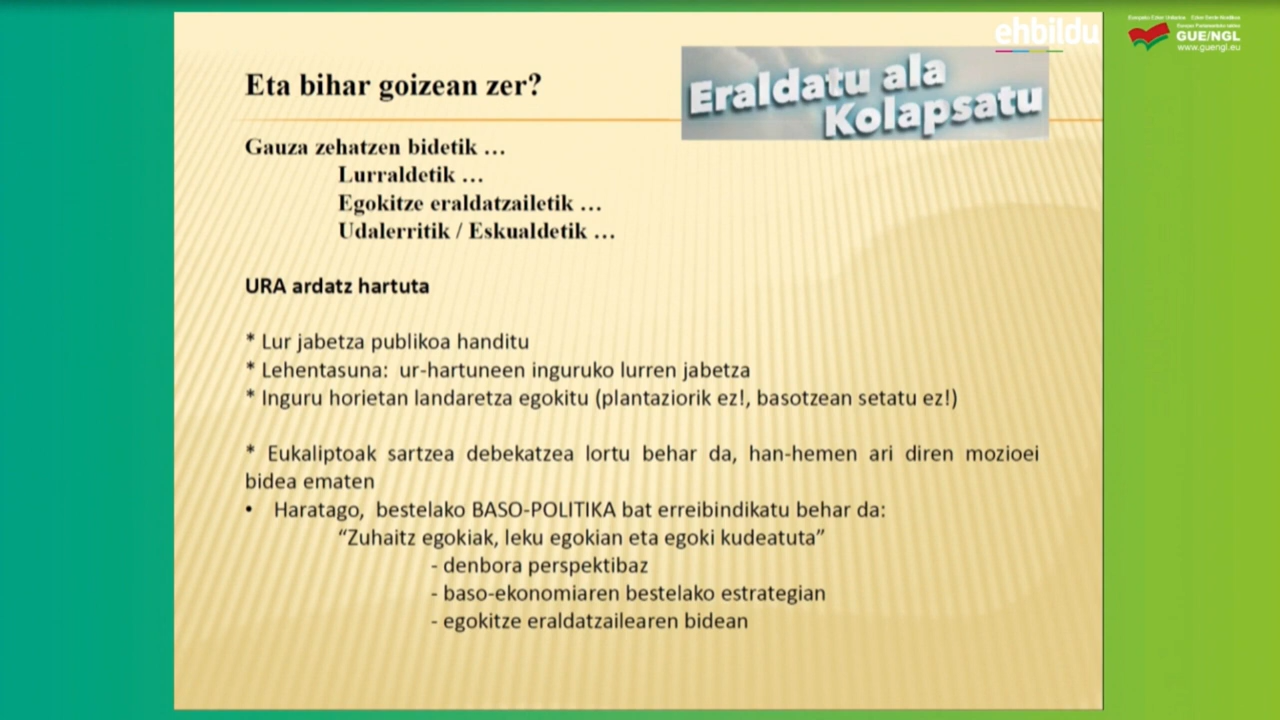 ehbildu
GUE/NGL
www.guengl.eu
Eta bihar goizean zer?
Eraldatu ala
Kolapsatu
Gauza zehatzen bidetik …
Lurraldetik …
Egokitze eraldatzailetik …
Udalerritik / Eskualdetik …
URA ardatz hartuta
* Lur jabetza publikoa handitu
* Lehentasuna: ur-hartuneen inguruko lurren jabetza
* Inguru horietan landaretza egokitu (plantaziorik ez!, basotzean setatu ez!)
* Eukaliptoak sartzea debekatzea lortu behar da, han-hemen ari diren mozioei
bidea ematen
• Haratago, bestelako BASO-POLITIKA bat erreibindikatu behar da:
“Zuhaitz egokiak, leku egokian eta egoki kudeatuta”
- denbora perspektibaz
- baso-ekonomiaren bestelako estrategian
- egokitze eraldatzailearen bidean